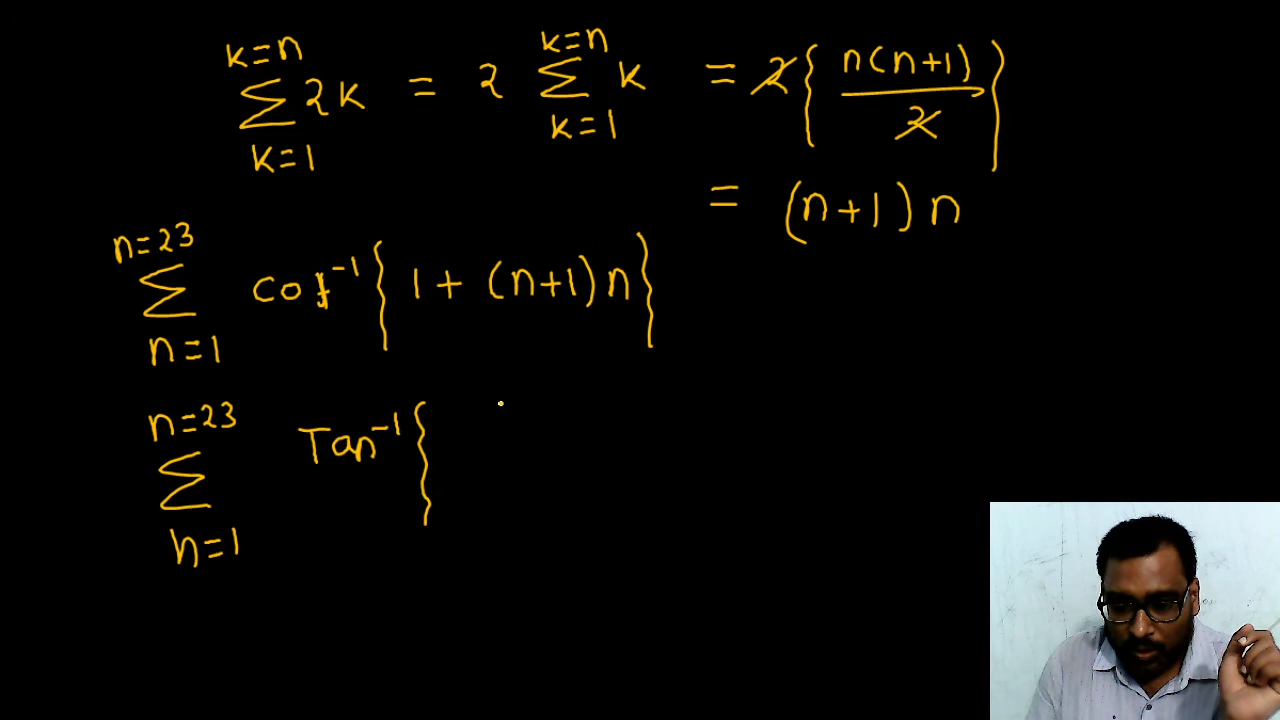 k=n
∑ 2k = 2 ∑ k = 2{ n(n+1) / 2 }
k=1
k=n
k=1
= (n+1) n
n=23
∑ cot⁻¹{ 1 + (n+1) n }
n=1
n=23
∑ Tan⁻¹{
n=1